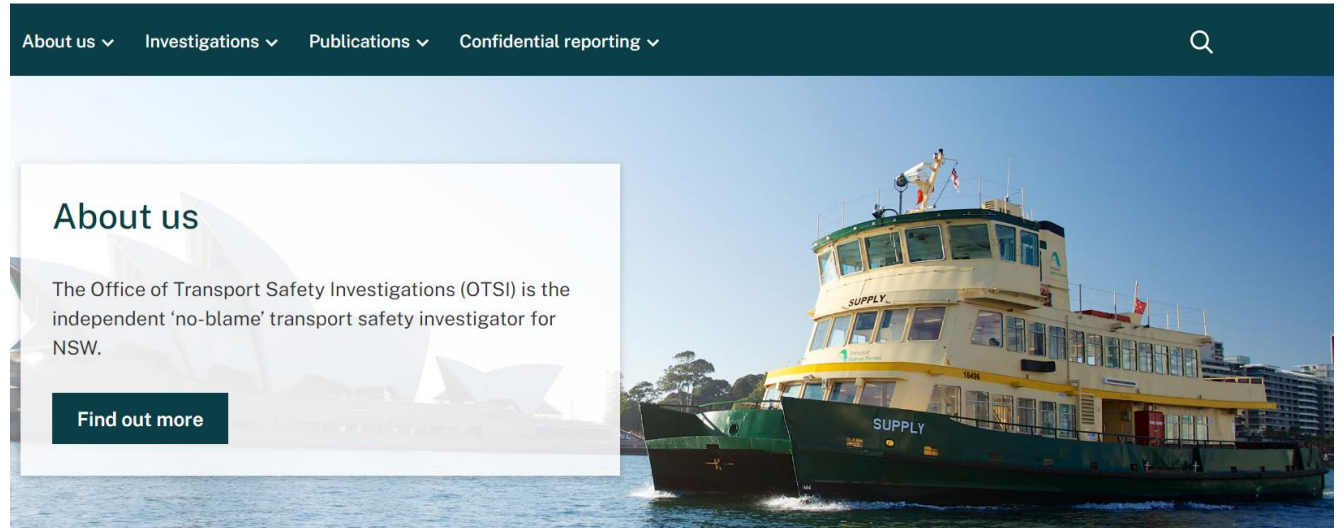 About us
Investigations
Publications
Confidential reporting
About us
The Office of Transport Safety Investigations (OTSI) is the
independent ‘no-blame’ transport safety investigator for
NSW.
Find out more
SUPPLY
16496
SUPPLY